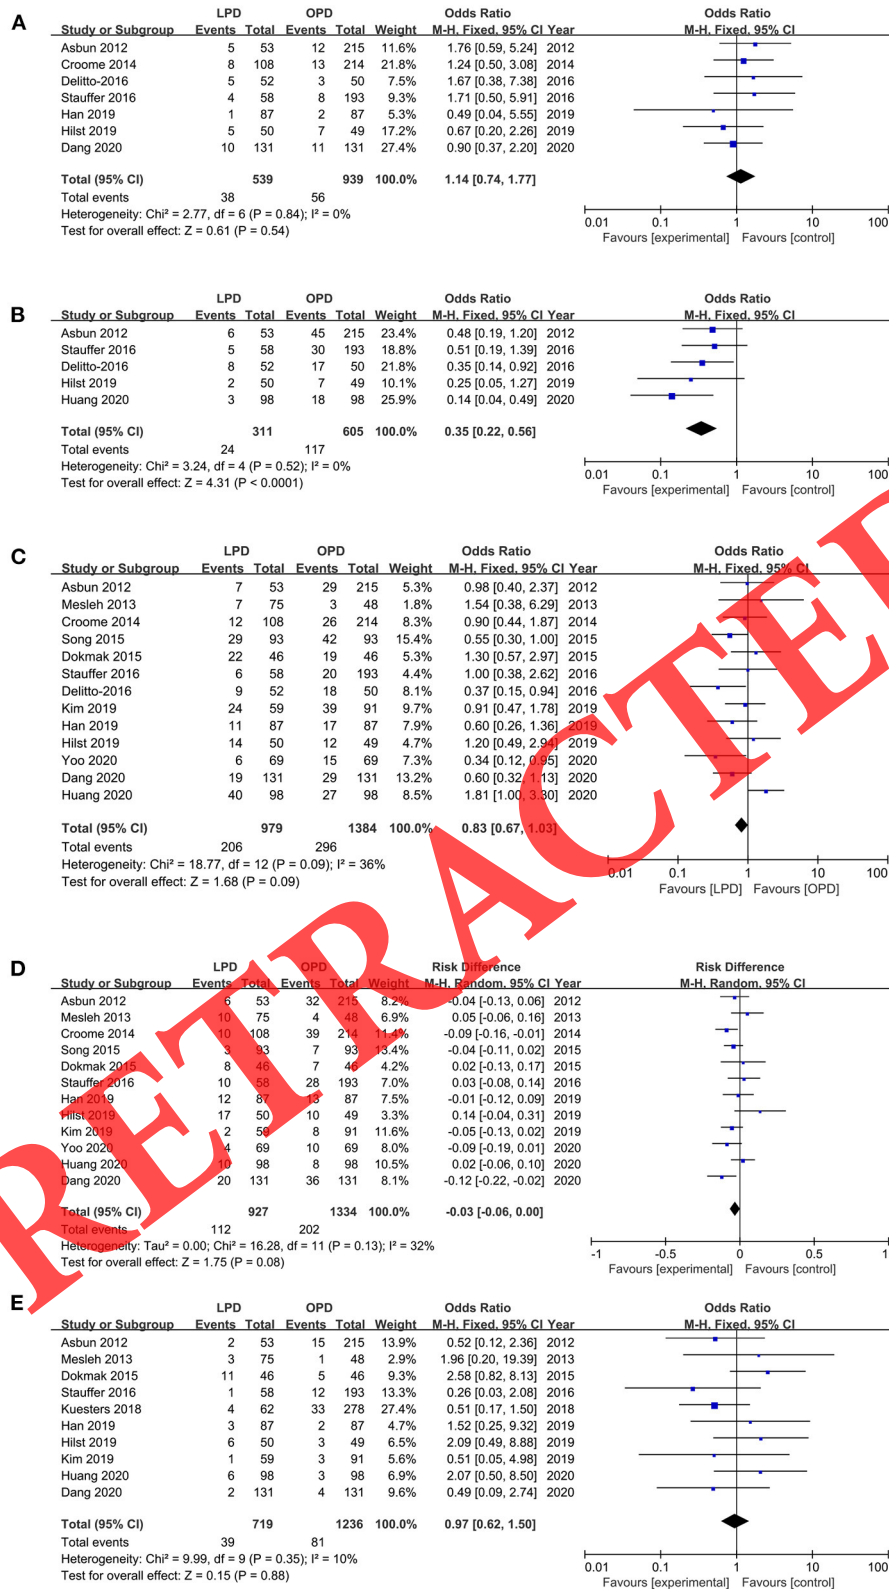 A
LPD OPD Odds Ratio Odds Ratio
Study or Subgroup Events Total Events Total Weight M-H, Fixed, 95% CI Year M-H, Fixed, 95% CI
Asbun 2012 5 53 12 215 11.6% 1.76 [0.59, 5.24] 2012
Croome 2014 8 108 13 214 21.8% 1.24 [0.50, 3.08] 2014
Delitto-2016 5 52 3 50 7.5% 1.67 [0.38, 7.38] 2016
Stauffer 2016 4 58 8 193 9.3% 1.71 [0.50, 5.91] 2016
Han 2019 1 87 2 87 5.3% 0.49 [0.04, 5.55] 2019
Hilst 2019 5 50 7 49 17.2% 0.67 [0.20, 2.26] 2019
Dang 2020 10 131 11 131 27.4% 0.90 [0.37, 2.20] 2020
Total (95% CI) 539 939 100.0% 1.14 [0.74, 1.77]
Total events 38 56
Heterogeneity: Chi² = 2.77, df = 6 (P = 0.84); I² = 0%
Test for overall effect: Z = 0.61 (P = 0.54)
0.01 0.1 1 10 100
Favours [experimental] Favours [control]
B
LPD OPD Odds Ratio Odds Ratio
Study or Subgroup Events Total Events Total Weight M-H, Fixed, 95% CI Year M-H, Fixed, 95% CI
Asbun 2012 6 53 45 215 23.4% 0.48 [0.19, 1.20] 2012
Stauffer 2016 5 58 30 193 18.8% 0.51 [0.19, 1.39] 2016
Delitto-2016 8 52 17 50 21.8% 0.35 [0.14, 0.92] 2016
Hilst 2019 2 50 7 49 10.1% 0.25 [0.05, 1.27] 2019
Huang 2020 3 98 18 98 25.9% 0.14 [0.04, 0.49] 2020
Total (95% CI) 311 605 100.0% 0.35 [0.22, 0.56]
Total events 24 117
Heterogeneity: Chi² = 3.24, df = 4 (P = 0.52); I² = 0%
Test for overall effect: Z = 4.31 (P < 0.0001)
0.01 0.1 1 10 100
Favours [experimental] Favours [control]
C
LPD OPD Odds Ratio Odds Ratio
Study or Subgroup Events Total Events Total Weight M-H, Fixed, 95% CI Year M-H, Fixed, 95% CI
Asbun 2012 7 53 29 215 5.3% 0.98 [0.40, 2.37] 2012
Mesleh 2013 7 75 3 48 1.8% 1.54 [0.38, 6.29] 2013
Croome 2014 12 108 26 214 8.3% 0.90 [0.44, 1.87] 2014
Song 2015 29 93 42 93 15.4% 0.55 [0.30, 1.00] 2015
Dokmak 2015 22 46 19 46 5.3% 1.30 [0.57, 2.97] 2015
Stauffer 2016 6 58 20 193 4.4% 1.00 [0.38, 2.62] 2016
Delitto-2016 9 52 18 50 8.1% 0.37 [0.15, 0.94] 2016
Kim 2019 24 59 39 91 9.7% 0.91 [0.47, 1.78] 2019
Han 2019 11 87 17 87 7.9% 0.60 [0.26, 1.36] 2019
Hilst 2019 14 50 12 49 4.7% 1.20 [0.49, 2.94] 2019
Yoo 2020 6 69 15 69 7.3% 0.34 [0.12, 0.95] 2020
Dang 2020 19 131 29 131 13.2% 0.60 [0.32, 1.13] 2020
Huang 2020 40 98 27 98 8.5% 1.81 [1.00, 3.30] 2020
Total (95% CI) 979 1384 100.0% 0.83 [0.67, 1.03]
Total events 206 296
Heterogeneity: Chi² = 18.77, df = 12 (P = 0.09); I² = 36%
Test for overall effect: Z = 1.68 (P = 0.09)
0.01 0.1 1 10 100
Favours [LPD] Favours [OPD]
D
LPD OPD Risk Difference Risk Difference
Study or Subgroup Events Total Events Total Weight M-H, Random, 95% CI Year M-H, Random, 95% CI
Asbun 2012 6 53 32 215 8.2% -0.04 [-0.13, 0.06] 2012
Mesleh 2013 10 75 4 48 6.9% 0.05 [-0.06, 0.16] 2013
Croome 2014 10 108 39 214 11.4% -0.09 [-0.16, -0.01] 2014
Song 2015 3 93 7 93 13.4% -0.04 [-0.11, 0.02] 2015
Dokmak 2015 8 46 7 46 4.2% 0.02 [-0.13, 0.17] 2015
Stauffer 2016 10 58 28 193 7.0% 0.03 [-0.08, 0.14] 2016
Han 2019 12 87 13 87 7.5% -0.01 [-0.12, 0.09] 2019
Hilst 2019 17 50 10 49 3.3% 0.14 [-0.04, 0.31] 2019
Kim 2019 2 59 8 91 11.6% -0.05 [-0.13, 0.02] 2019
Yoo 2020 4 69 10 69 8.0% -0.09 [-0.19, 0.01] 2020
Huang 2020 10 98 8 98 10.5% 0.02 [-0.06, 0.10] 2020
Dang 2020 20 131 36 131 8.1% -0.12 [-0.22, -0.02] 2020
Total (95% CI) 927 1334 100.0% -0.03 [-0.06, 0.00]
Total events 112 202
Heterogeneity: Tau² = 0.00; Chi² = 16.28, df = 11 (P = 0.13); I² = 32%
Test for overall effect: Z = 1.75 (P = 0.08)
-1 -0.5 0 0.5 1
Favours [experimental] Favours [control]
E
LPD OPD Odds Ratio Odds Ratio
Study or Subgroup Events Total Events Total Weight M-H, Fixed, 95% CI Year M-H, Fixed, 95% CI
Asbun 2012 2 53 15 215 13.9% 0.52 [0.12, 2.36] 2012
Mesleh 2013 3 75 1 48 2.9% 1.96 [0.20, 19.39] 2013
Dokmak 2015 11 46 5 46 9.3% 2.58 [0.82, 8.13] 2015
Stauffer 2016 1 58 12 193 13.3% 0.26 [0.03, 2.08] 2016
Kuesters 2018 4 62 33 278 27.4% 0.51 [0.17, 1.50] 2018
Han 2019 3 87 2 87 4.7% 1.52 [0.25, 9.32] 2019
Hilst 2019 6 50 3 49 6.5% 2.09 [0.49, 8.88] 2019
Kim 2019 1 59 3 91 5.6% 0.51 [0.05, 4.98] 2019
Huang 2020 6 98 3 98 6.9% 2.07 [0.50, 8.50] 2020
Dang 2020 2 131 4 131 9.6% 0.49 [0.09, 2.74] 2020
Total (95% CI) 719 1236 100.0% 0.97 [0.62, 1.50]
Total events 39 81
Heterogeneity: Chi² = 9.99, df = 9 (P = 0.35); I² = 10%
Test for overall effect: Z = 0.15 (P = 0.88)
0.01 0.1 1 10 100
Favours [experimental] Favours [control]
RETRACTED